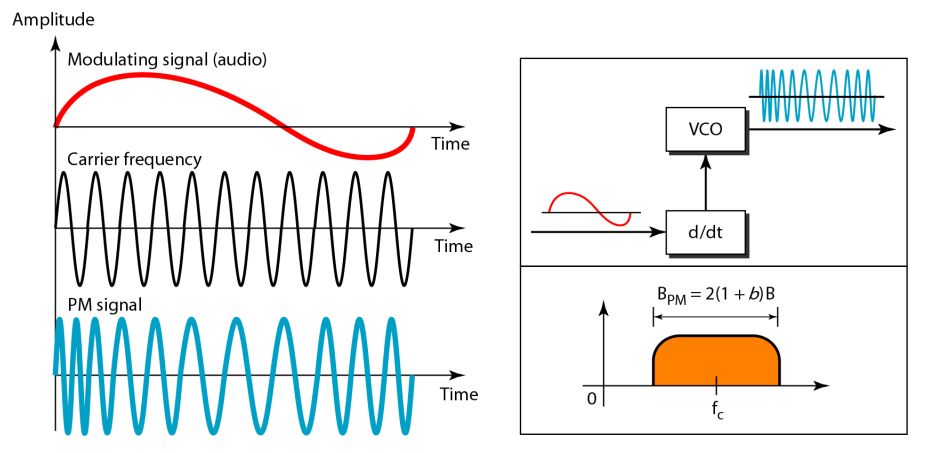 Amplitude
Modulating signal (audio)
Time
Carrier frequency
Time
PM signal
Time
VCO
d/dt
B_PM = 2(1 + b)B
0
f_c